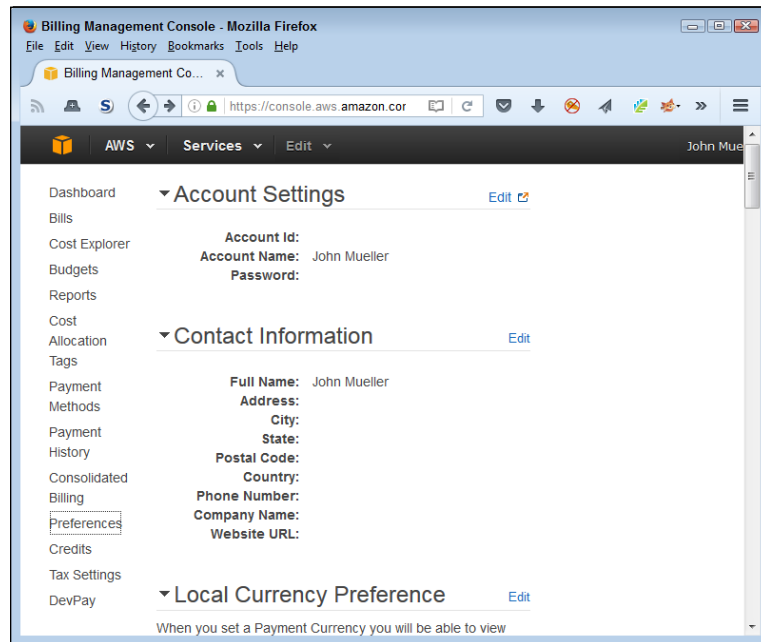 Billing Management Console - Mozilla Firefox
File Edit View History Bookmarks Tools Help
Billing Management Co... ×
https://console.aws.amazon.cor
AWS Services Edit John Mue
Dashboard
Bills
Cost Explorer
Budgets
Reports
Cost
Allocation
Tags
Payment
Methods
Payment
History
Consolidated
Billing
Preferences
Credits
Tax Settings
DevPay
Account Settings Edit
Account Id:
Account Name: John Mueller
Password:
Contact Information Edit
Full Name: John Mueller
Address:
City:
State:
Postal Code:
Country:
Phone Number:
Company Name:
Website URL:
Local Currency Preference Edit
When you set a Payment Currency you will be able to view